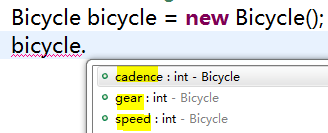 Bicycle bicycle = new Bicycle();
bicycle.
cadence : int - Bicycle
gear : int - Bicycle
speed : int - Bicycle